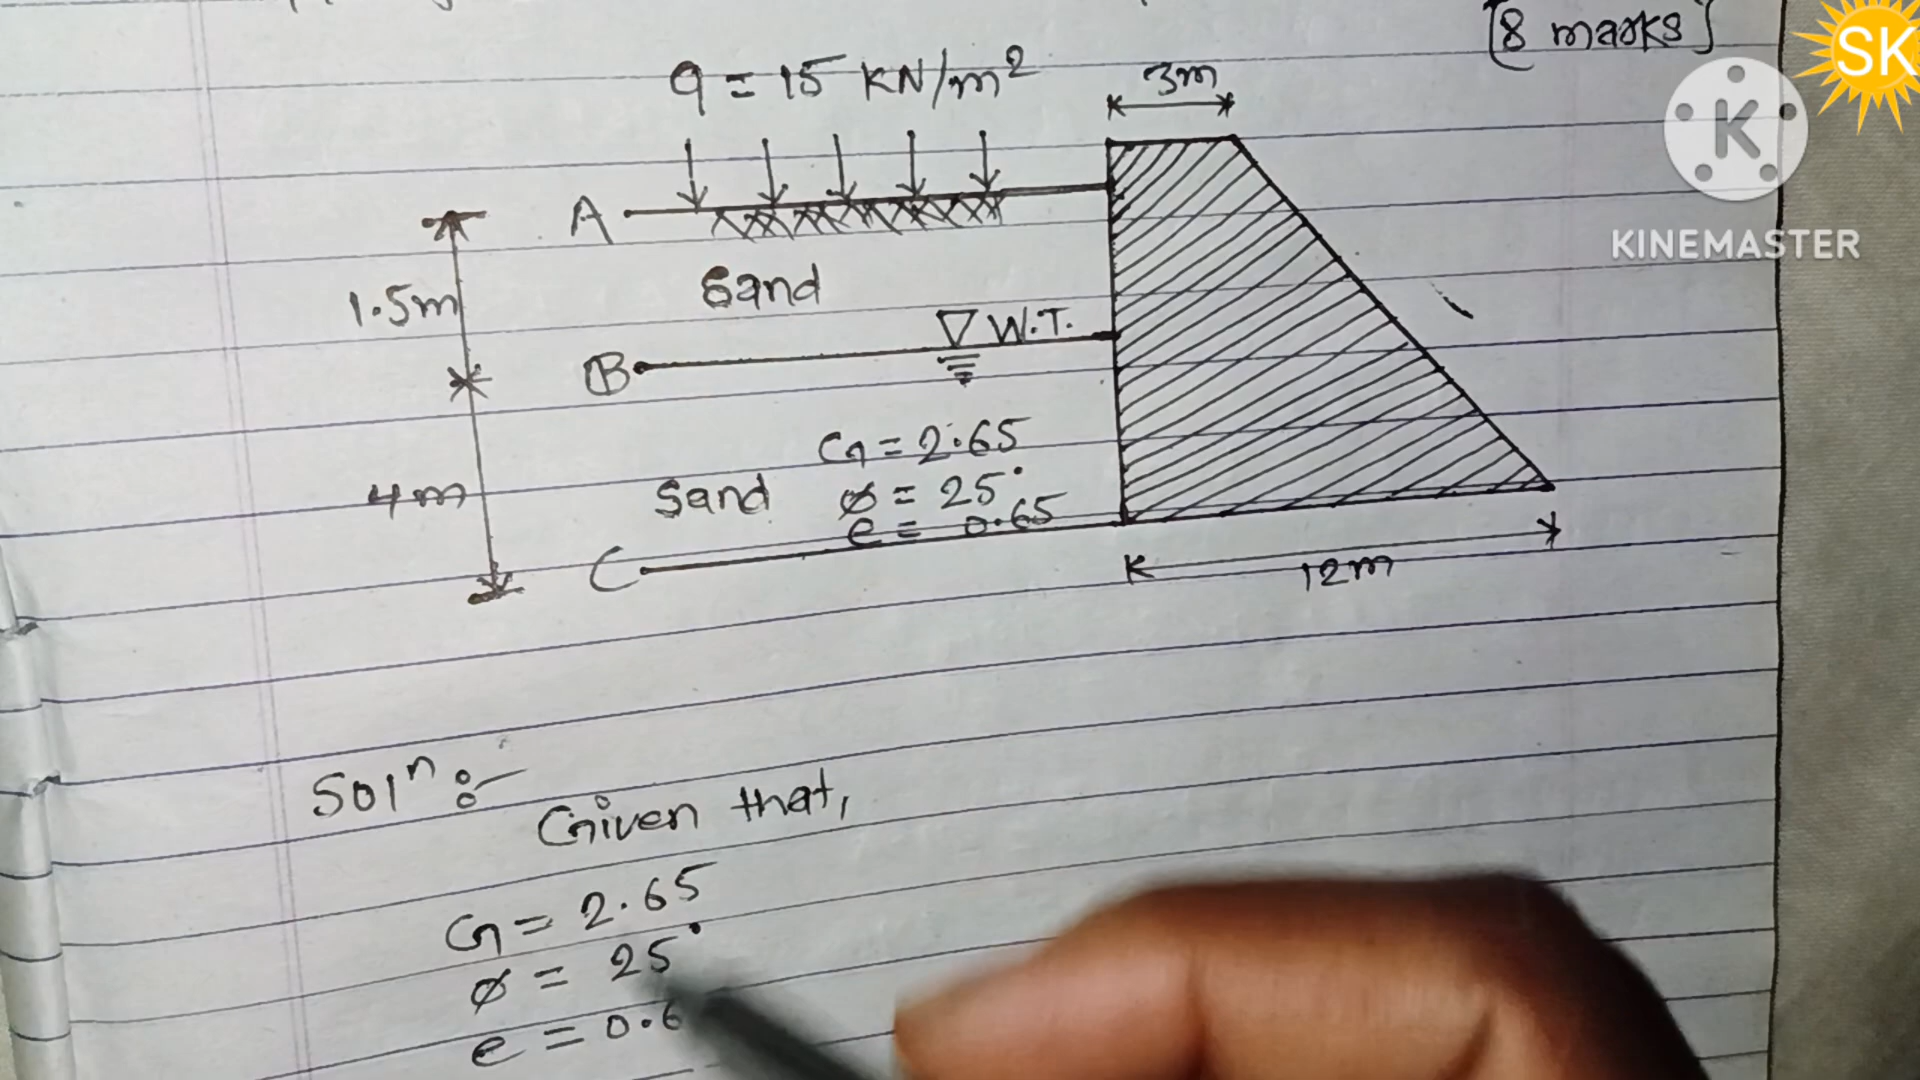 [8 marks]
q = 15 KN/m²
3m
A
Sand
1.5m
W.T.
B
G = 2.65
Sand ø = 25°
e = 0.65
4m
C
12m
Solⁿ :-
Given that,
G = 2.65
ø = 25°
e = 0.6
SK
K
KINEMASTER